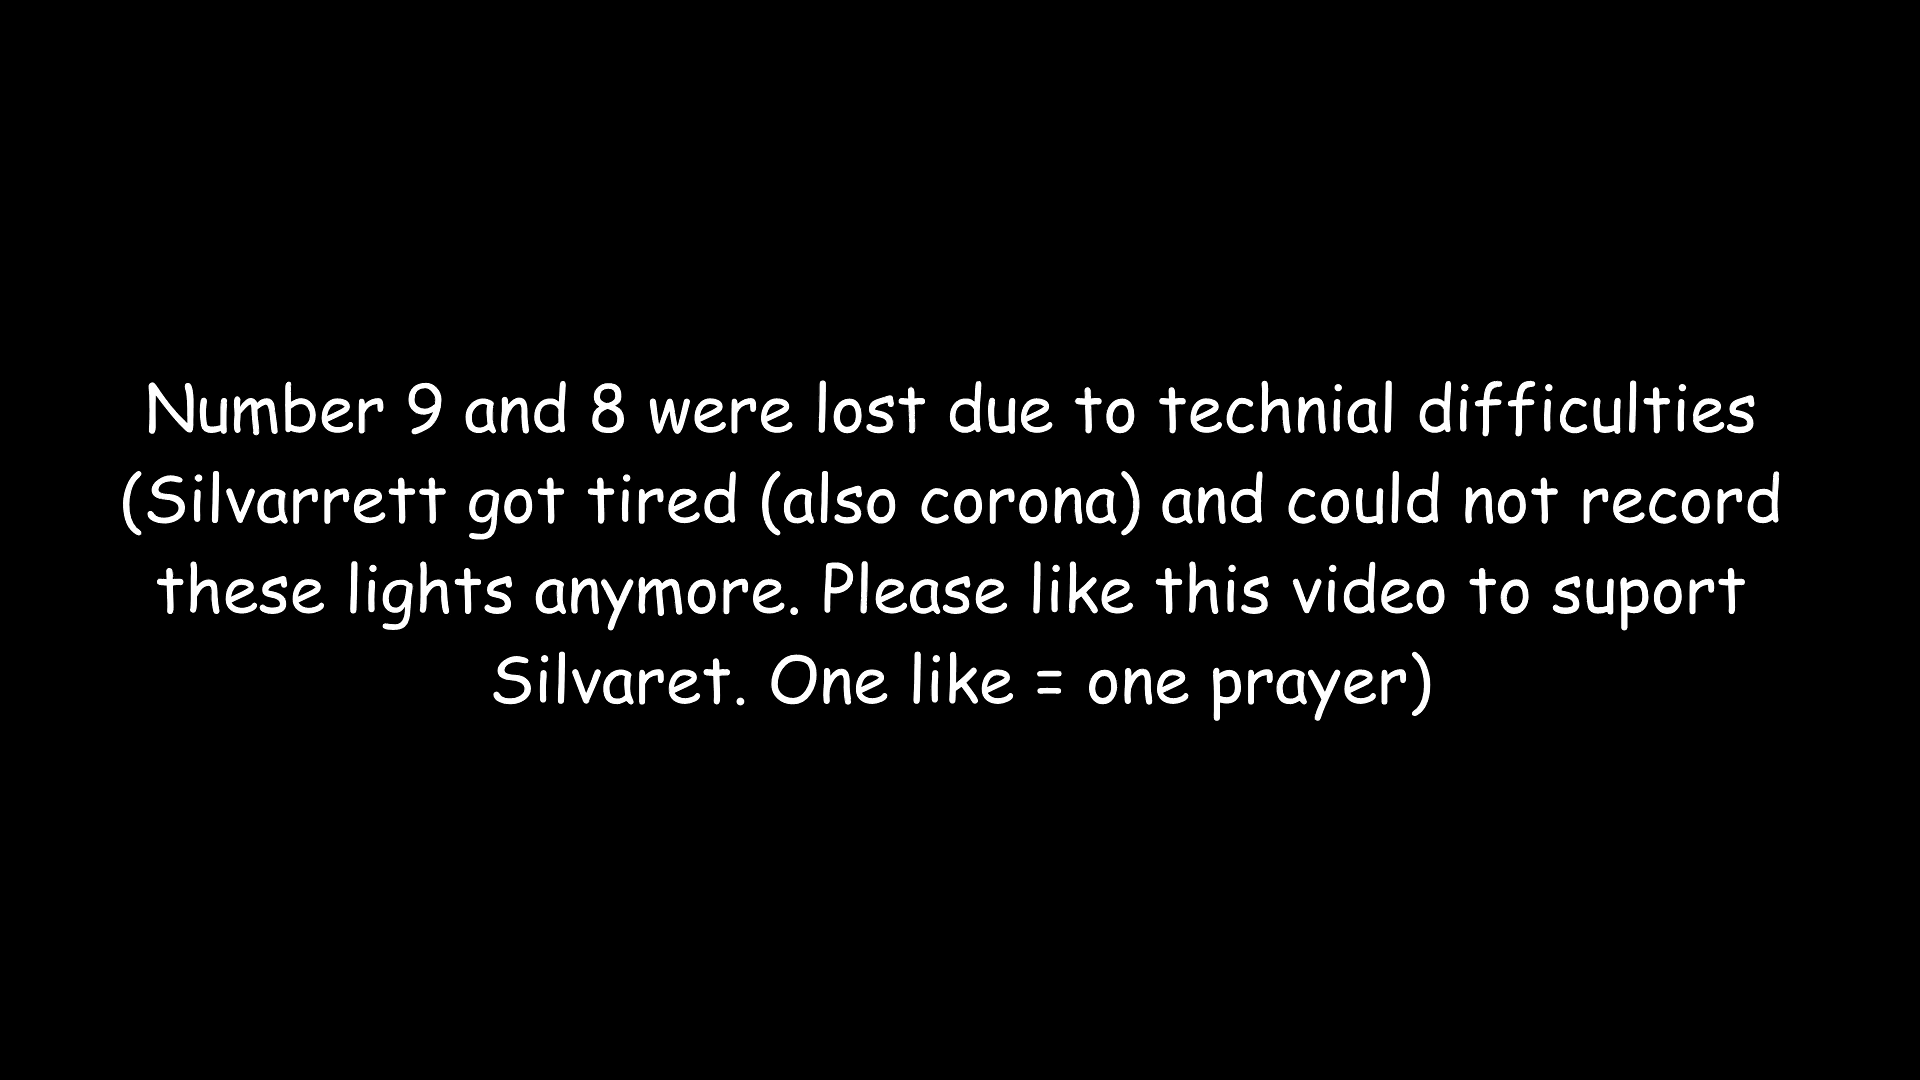 Number 9 and 8 were lost due to technial difficulties
(Silvarrett got tired (also corona) and could not record
these lights anymore. Please like this video to suport
Silvaret. One like = one prayer)